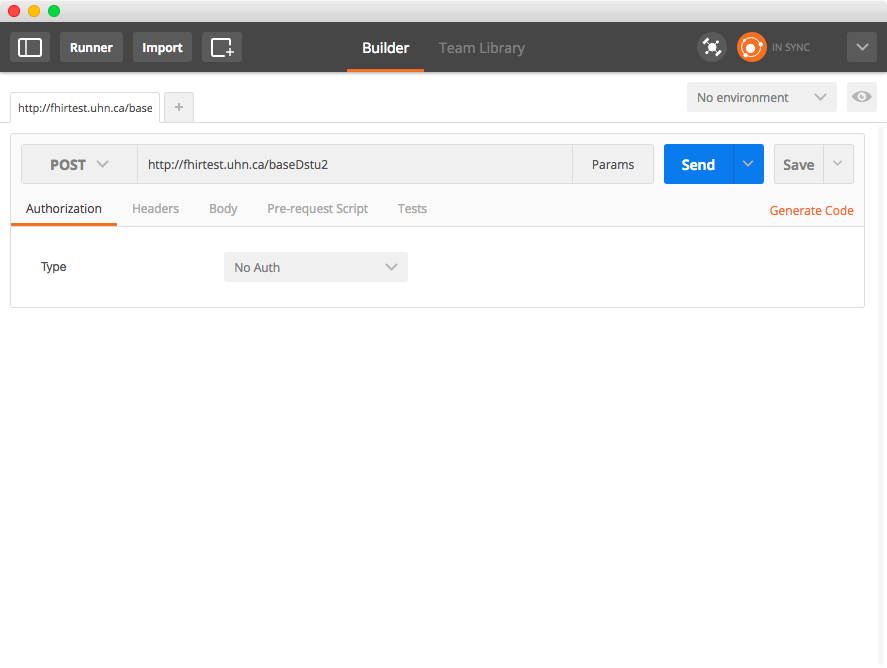 Runner Import Builder Team Library IN SYNC
http://fhirtest.uhn.ca/base + No environment
POST http://fhirtest.uhn.ca/baseDstu2 Params Send Save
Authorization Headers Body Pre-request Script Tests Generate Code
Type No Auth